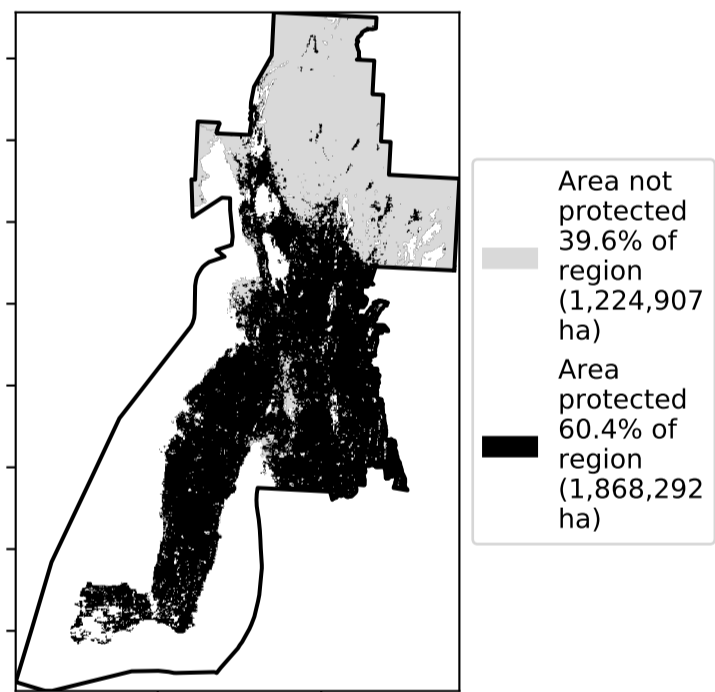 Area not
protected
39.6% of
region
(1,224,907
ha)
Area
protected
60.4% of
region
(1,868,292
ha)